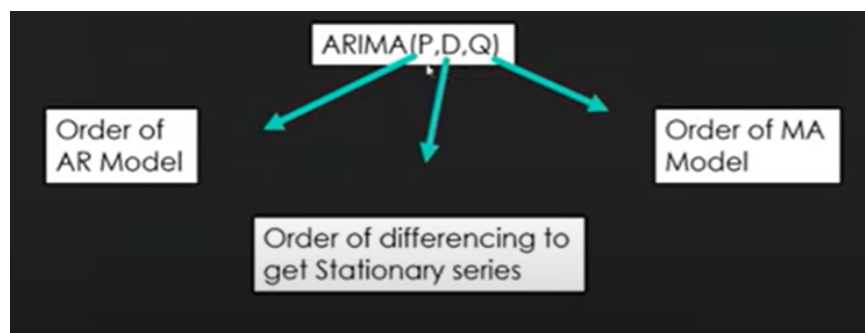 ARIMA(P,D,Q)
Order of
AR Model
Order of MA
Model
Order of differencing to
get Stationary series